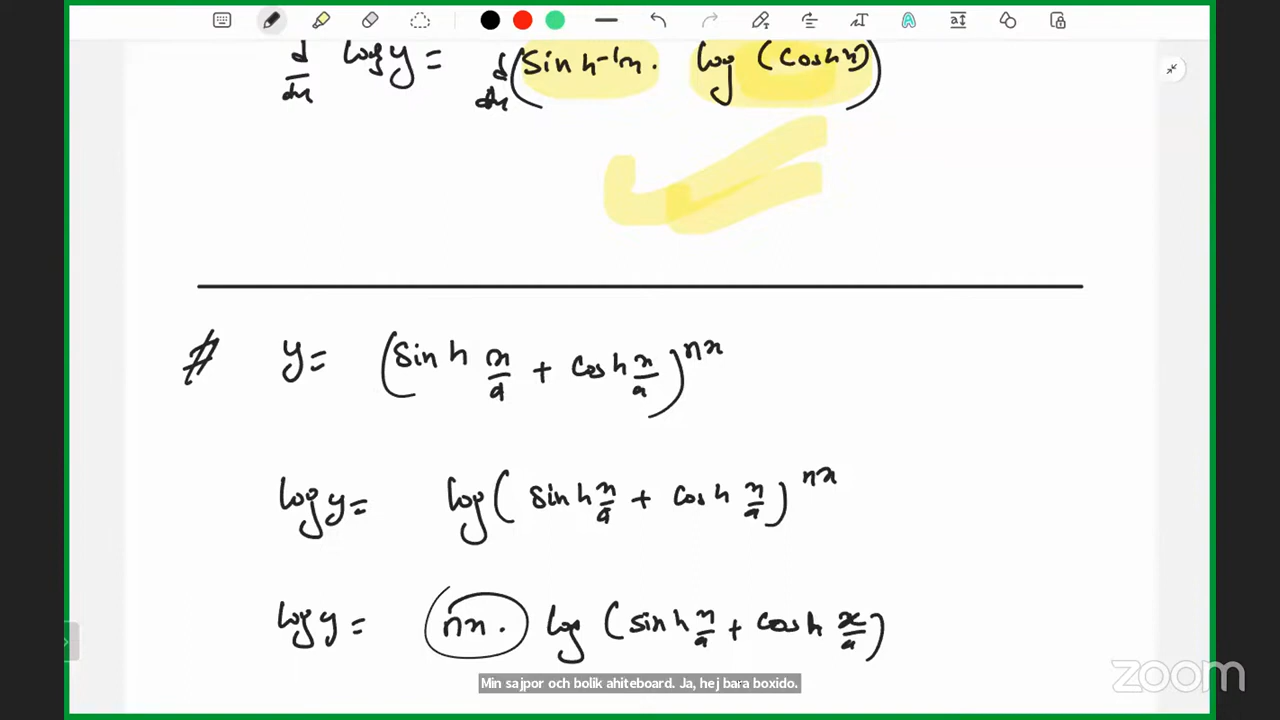 d/dx log y = d/dx (sinh⁻¹x . log (cosh x))
# y = (sinh x/a + cosh x/a)^nx
log y = log (sinh x/a + cosh x/a)^nx
log y = nx . log (sinh x/a + cosh x/a)
Min sajpor och bolik ahiteboard. Ja, hej bara boxido.
zoom